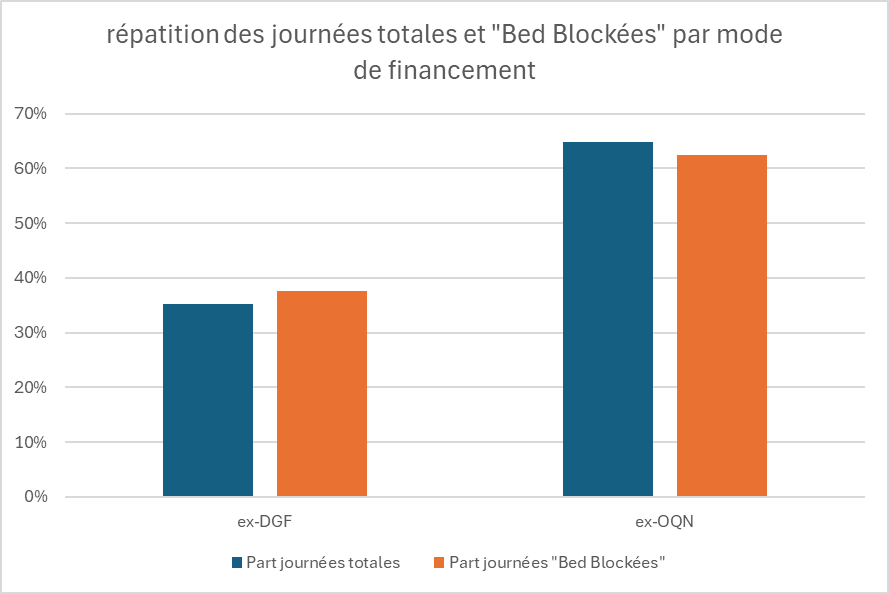 répatition des journées totales et "Bed Blockées" par mode
de financement
70%
60%
50%
40%
30%
20%
10%
0%
ex-DGF
ex-OQN
Part journées totales
Part journées "Bed Blockées"